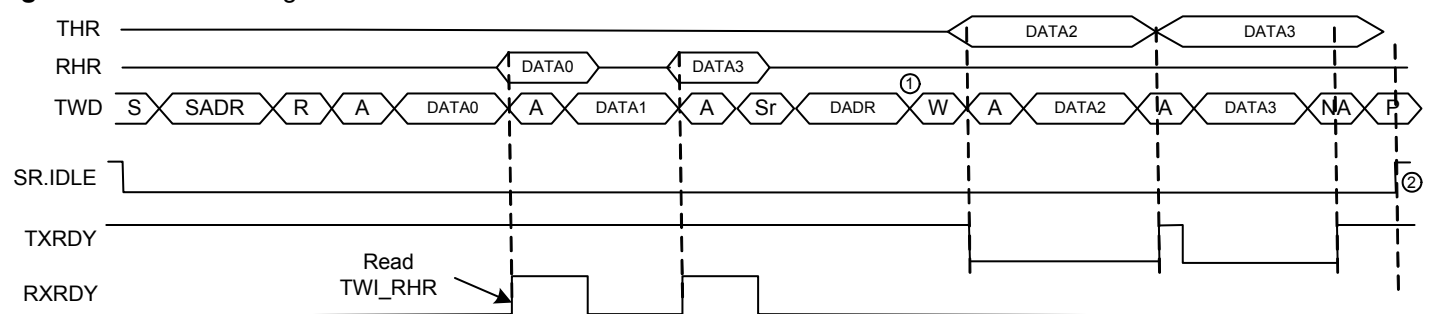 THR DATA2 DATA3
RHR DATA0 DATA3
①
TWD S SADR R A DATA0 A DATA1 A Sr DADR W A DATA2 A DATA3 NA P
SR.IDLE ②
TXRDY
Read
TWI_RHR
RXRDY